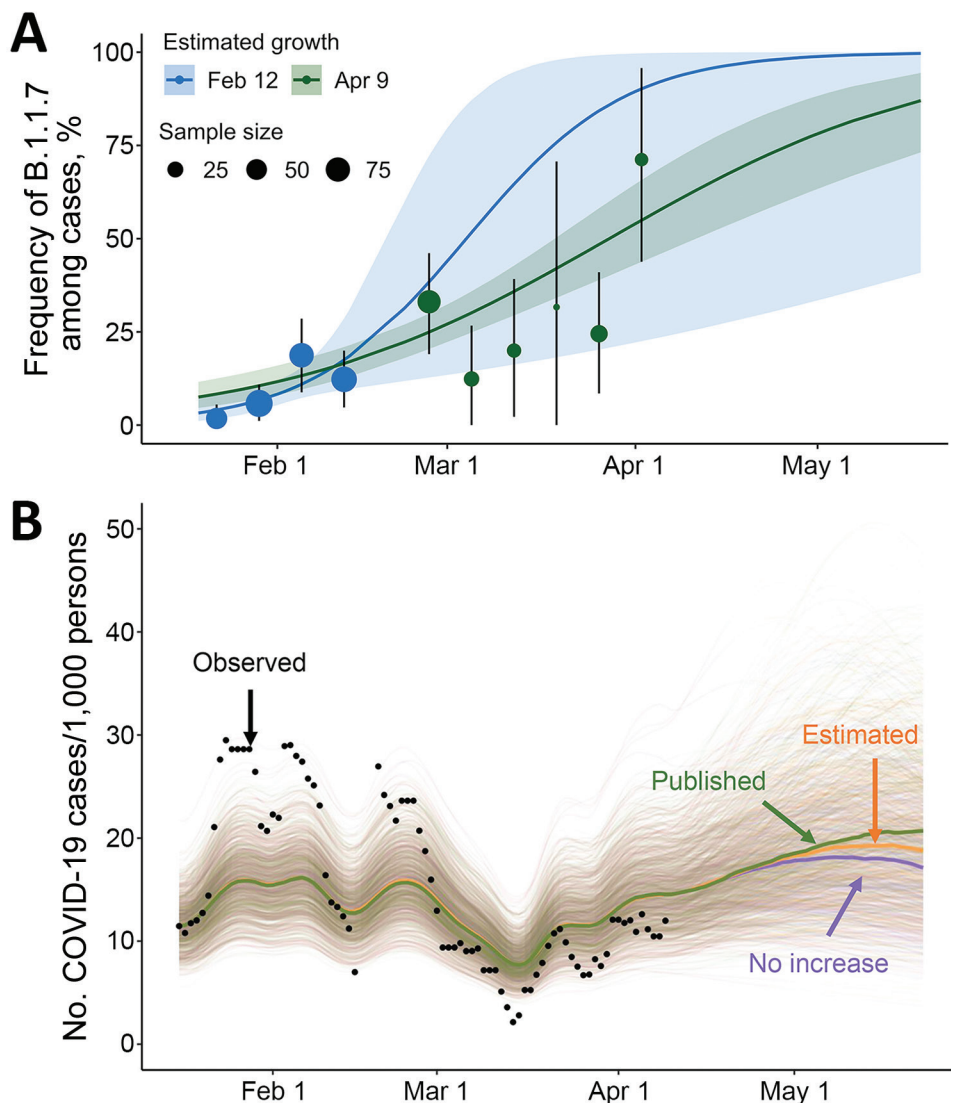 A
Frequency of B.1.1.7
among cases, %
100
75
50
25
0
Estimated growth
Feb 12
Apr 9
Sample size
25
50
75
Feb 1
Mar 1
Apr 1
May 1
B
No. COVID-19 cases/1,000 persons
50
40
30
20
10
0
Observed
Estimated
Published
No increase
Feb 1
Mar 1
Apr 1
May 1